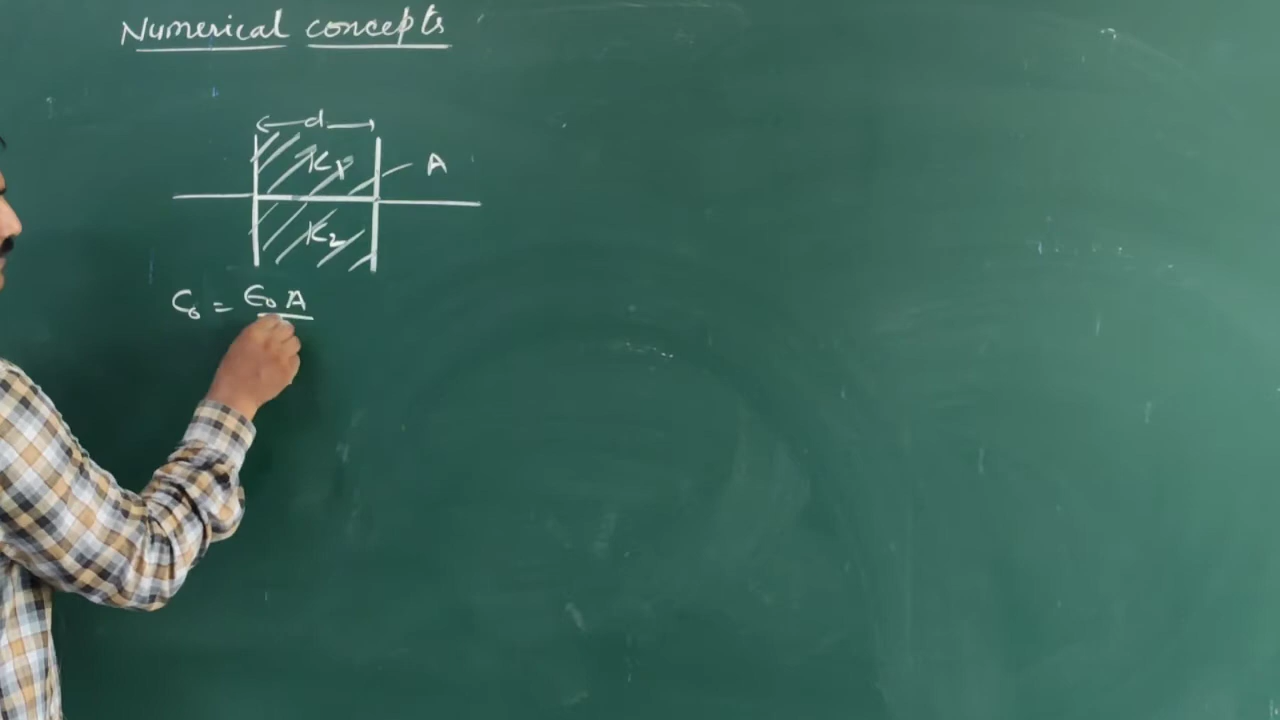 Numerical concepts
d
K₁ A
K₂
C₀ = ϵ₀ A